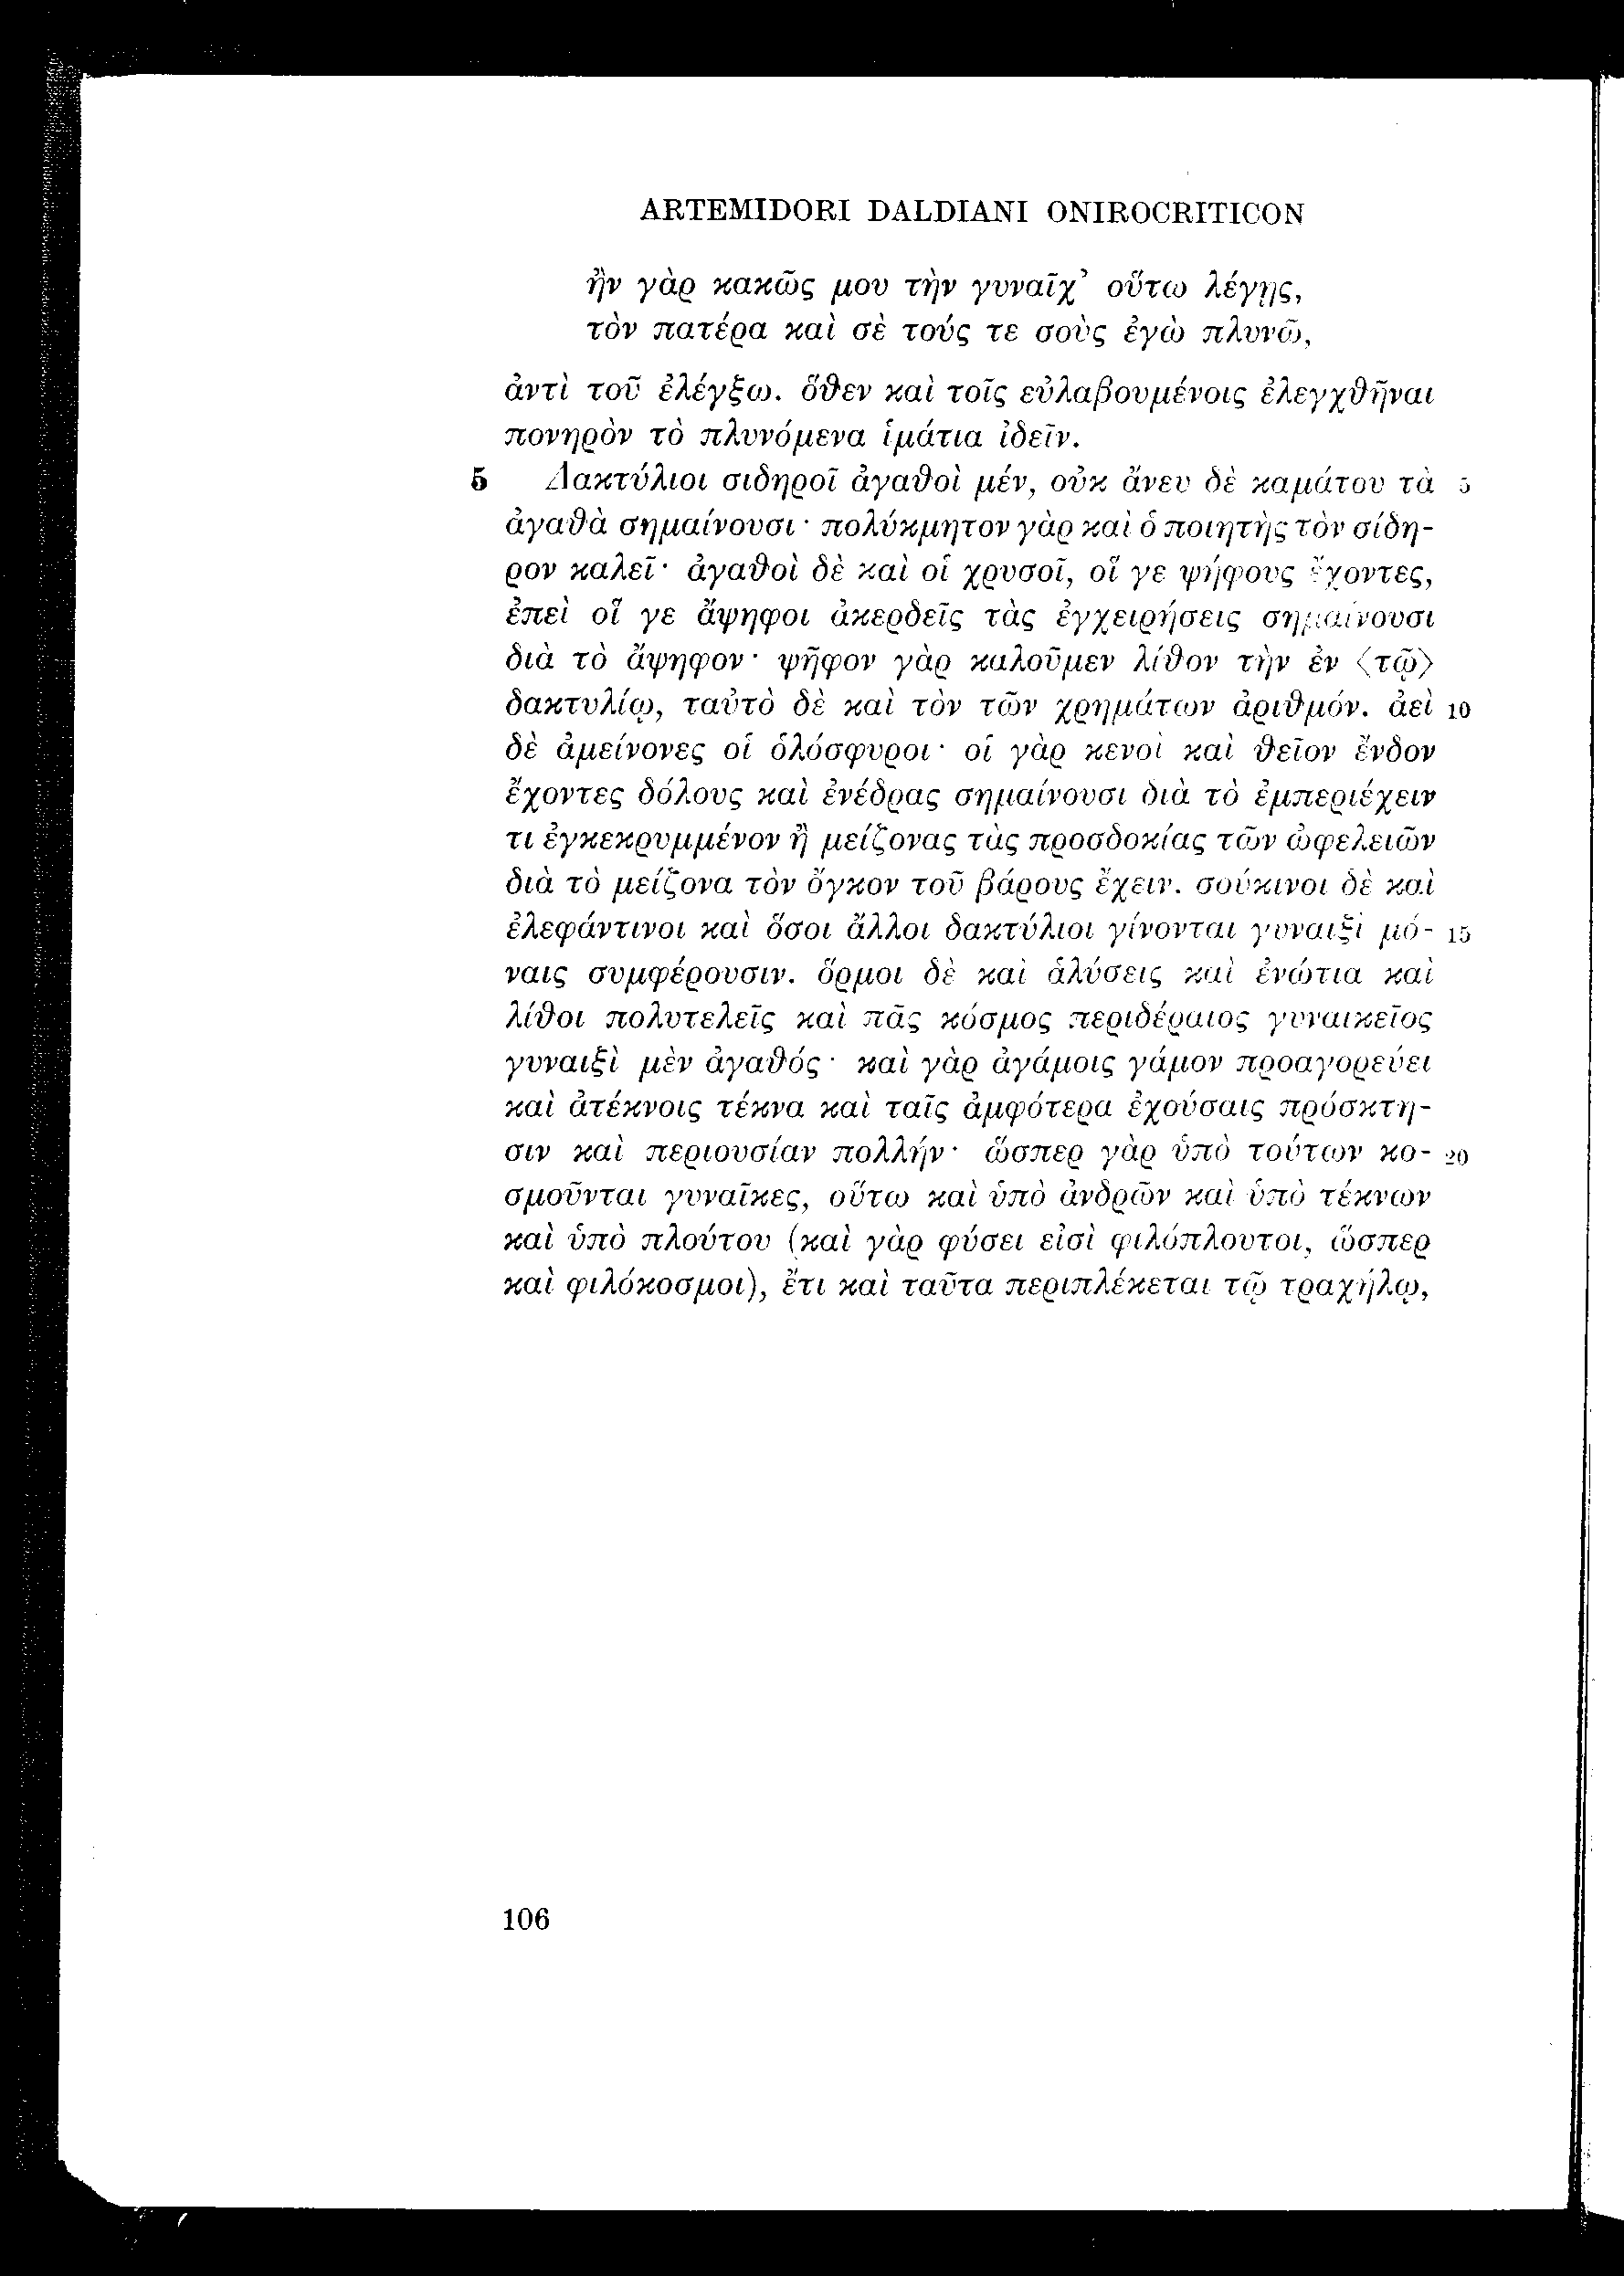 ARTEMIDORI DALDIANI ONIROCRITICON
ἢν γὰρ κακῶς μου τὴν γυναῖχ’ οὕτω λέγῃς,
τὸν πατέρα καὶ σὲ τούς τε σοὺς ἐγὼ πλυνῶ,
ἀντὶ τοῦ ἐλέγξω. ὅθεν καὶ τοῖς εὐλαβουμένοις ἐλεγχθῆναι
πονηρὸν τὸ πλυνόμενα ἱμάτια ἰδεῖν.
5 Δακτύλιοι σιδηροῖ ἀγαθοὶ μέν, οὐκ ἄνευ δὲ καμάτου τὰ 5
ἀγαθὰ σημαίνουσι· πολύκμητον γὰρ καὶ ὁ ποιητὴς τὸν σίδη-
ρον καλεῖ· ἀγαθοὶ δὲ καὶ οἱ χρυσοῖ, οἵ γε ψήφους ἔχοντες,
ἐπεὶ οἵ γε ἄψηφοι ἀκερδεῖς τὰς ἐγχειρήσεις σημαίνουσι
διὰ τὸ ἄψηφον· ψῆφον γὰρ καλοῦμεν λίθον τὴν ἐν ⟨τῷ⟩
δακτυλίῳ, ταὐτὸ δὲ καὶ τὸν τῶν χρημάτων ἀριθμόν. ἀεὶ 10
δὲ ἀμείνονες οἱ ὁλόσφυροι· οἱ γὰρ κενοὶ καὶ θεῖον ἔνδον
ἔχοντες δόλους καὶ ἐνέδρας σημαίνουσι διὰ τὸ ἐμπεριέχειν
τι ἐγκεκρυμμένον ἢ μείζονας τὰς προσδοκίας τῶν ὠφελειῶν
διὰ τὸ μείζονα τὸν ὄγκον τοῦ βάρους ἔχειν. σούκινοι δὲ καὶ
ἐλεφάντινοι καὶ ὅσοι ἄλλοι δακτύλιοι γίνονται γυναιξὶ μό- 15
ναις συμφέρουσιν. ὅρμοι δὲ καὶ ἁλύσεις καὶ ἐνώτια καὶ
λίθοι πολυτελεῖς καὶ πᾶς κόσμος περιδέραιος γυναικεῖος
γυναιξὶ μὲν ἀγαθός· καὶ γὰρ ἀγάμοις γάμον προαγορεύει
καὶ ἀτέκνοις τέκνα καὶ ταῖς ἀμφότερα ἐχούσαις πρόσκτη-
σιν καὶ περιουσίαν πολλήν· ὥσπερ γὰρ ὑπὸ τούτων κο- 20
σμοῦνται γυναῖκες, οὕτω καὶ ὑπὸ ἀνδρῶν καὶ ὑπὸ τέκνων
καὶ ὑπὸ πλούτου (καὶ γὰρ φύσει εἰσὶ φιλόπλουτοι, ὥσπερ
καὶ φιλόκοσμοι), ἔτι καὶ ταῦτα περιπλέκεται τῷ τραχήλῳ,
106